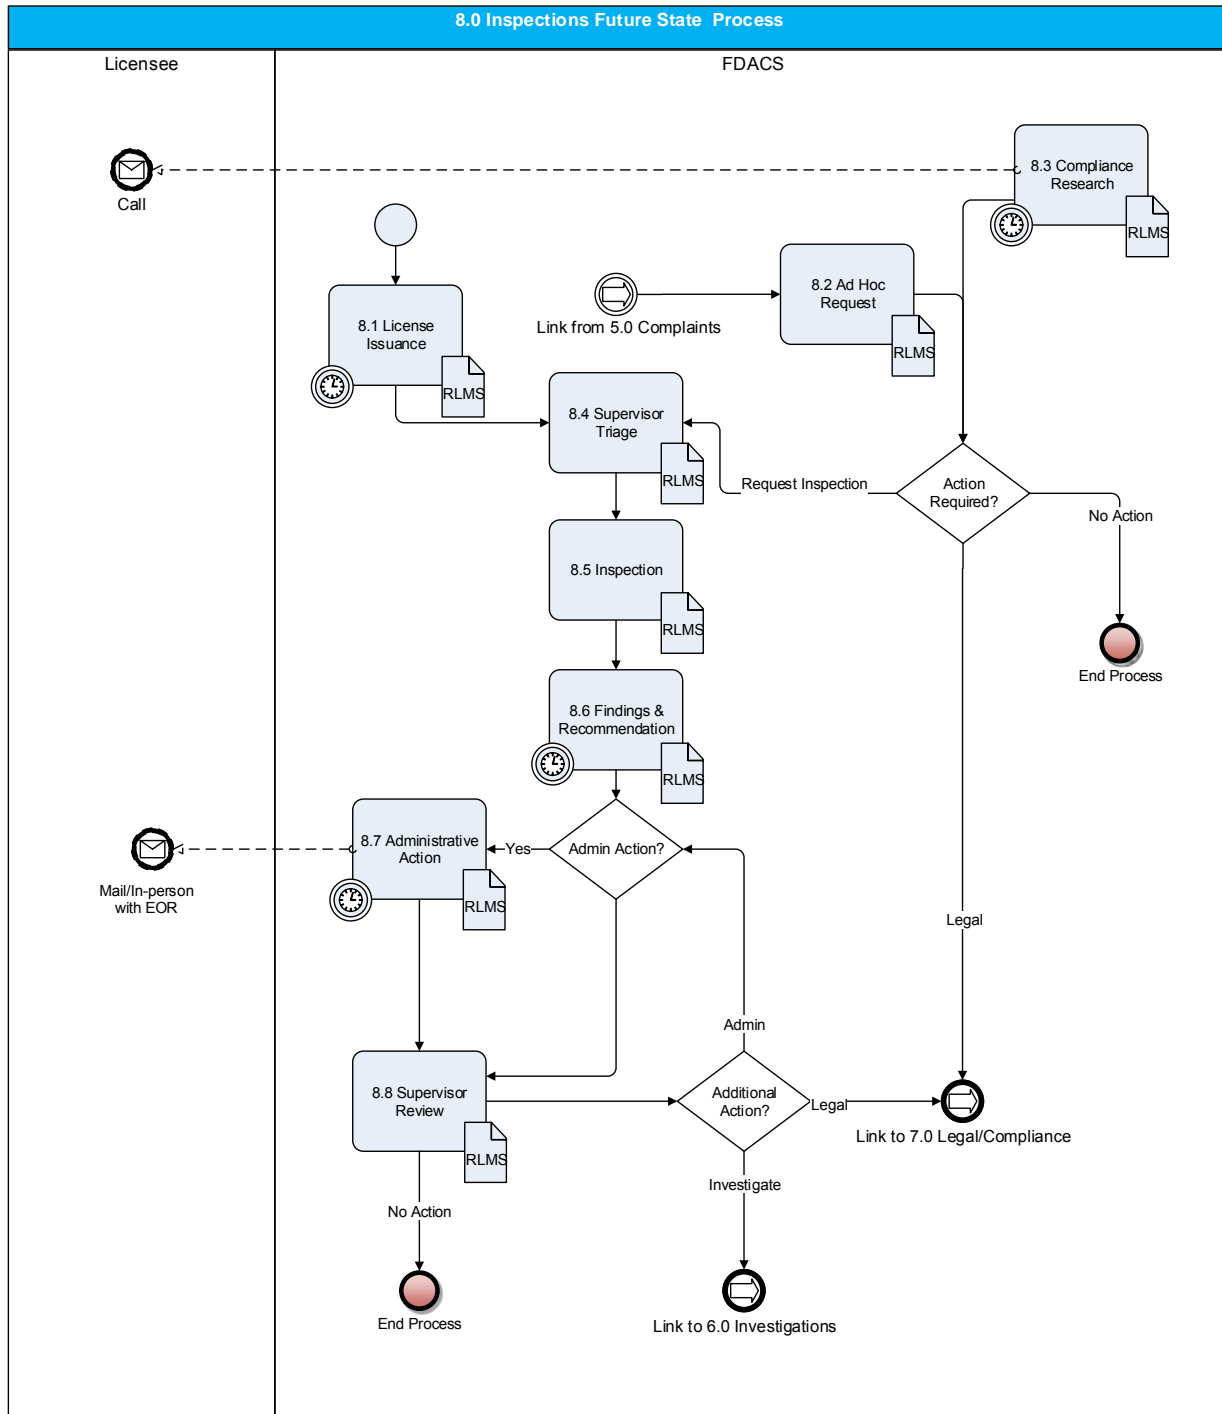 8.0 Inspections Future State Process
Licensee
FDACS
8.3 Compliance
Research
RLMS
Call
8.2 Ad Hoc
Request
RLMS
Link from 5.0 Complaints
8.1 License
Issuance
RLMS
8.4 Supervisor
Triage
RLMS
Request Inspection
Action
Required?
No Action
End Process
8.5 Inspection
RLMS
8.6 Findings &
Recommendation
RLMS
8.7 Administrative
Action
RLMS
Yes
Admin Action?
Mail/In-person
with EOR
Legal
Admin
8.8 Supervisor
Review
RLMS
Additional
Action?
Legal
Link to 7.0 Legal/Compliance
Investigate
No Action
End Process
Link to 6.0 Investigations